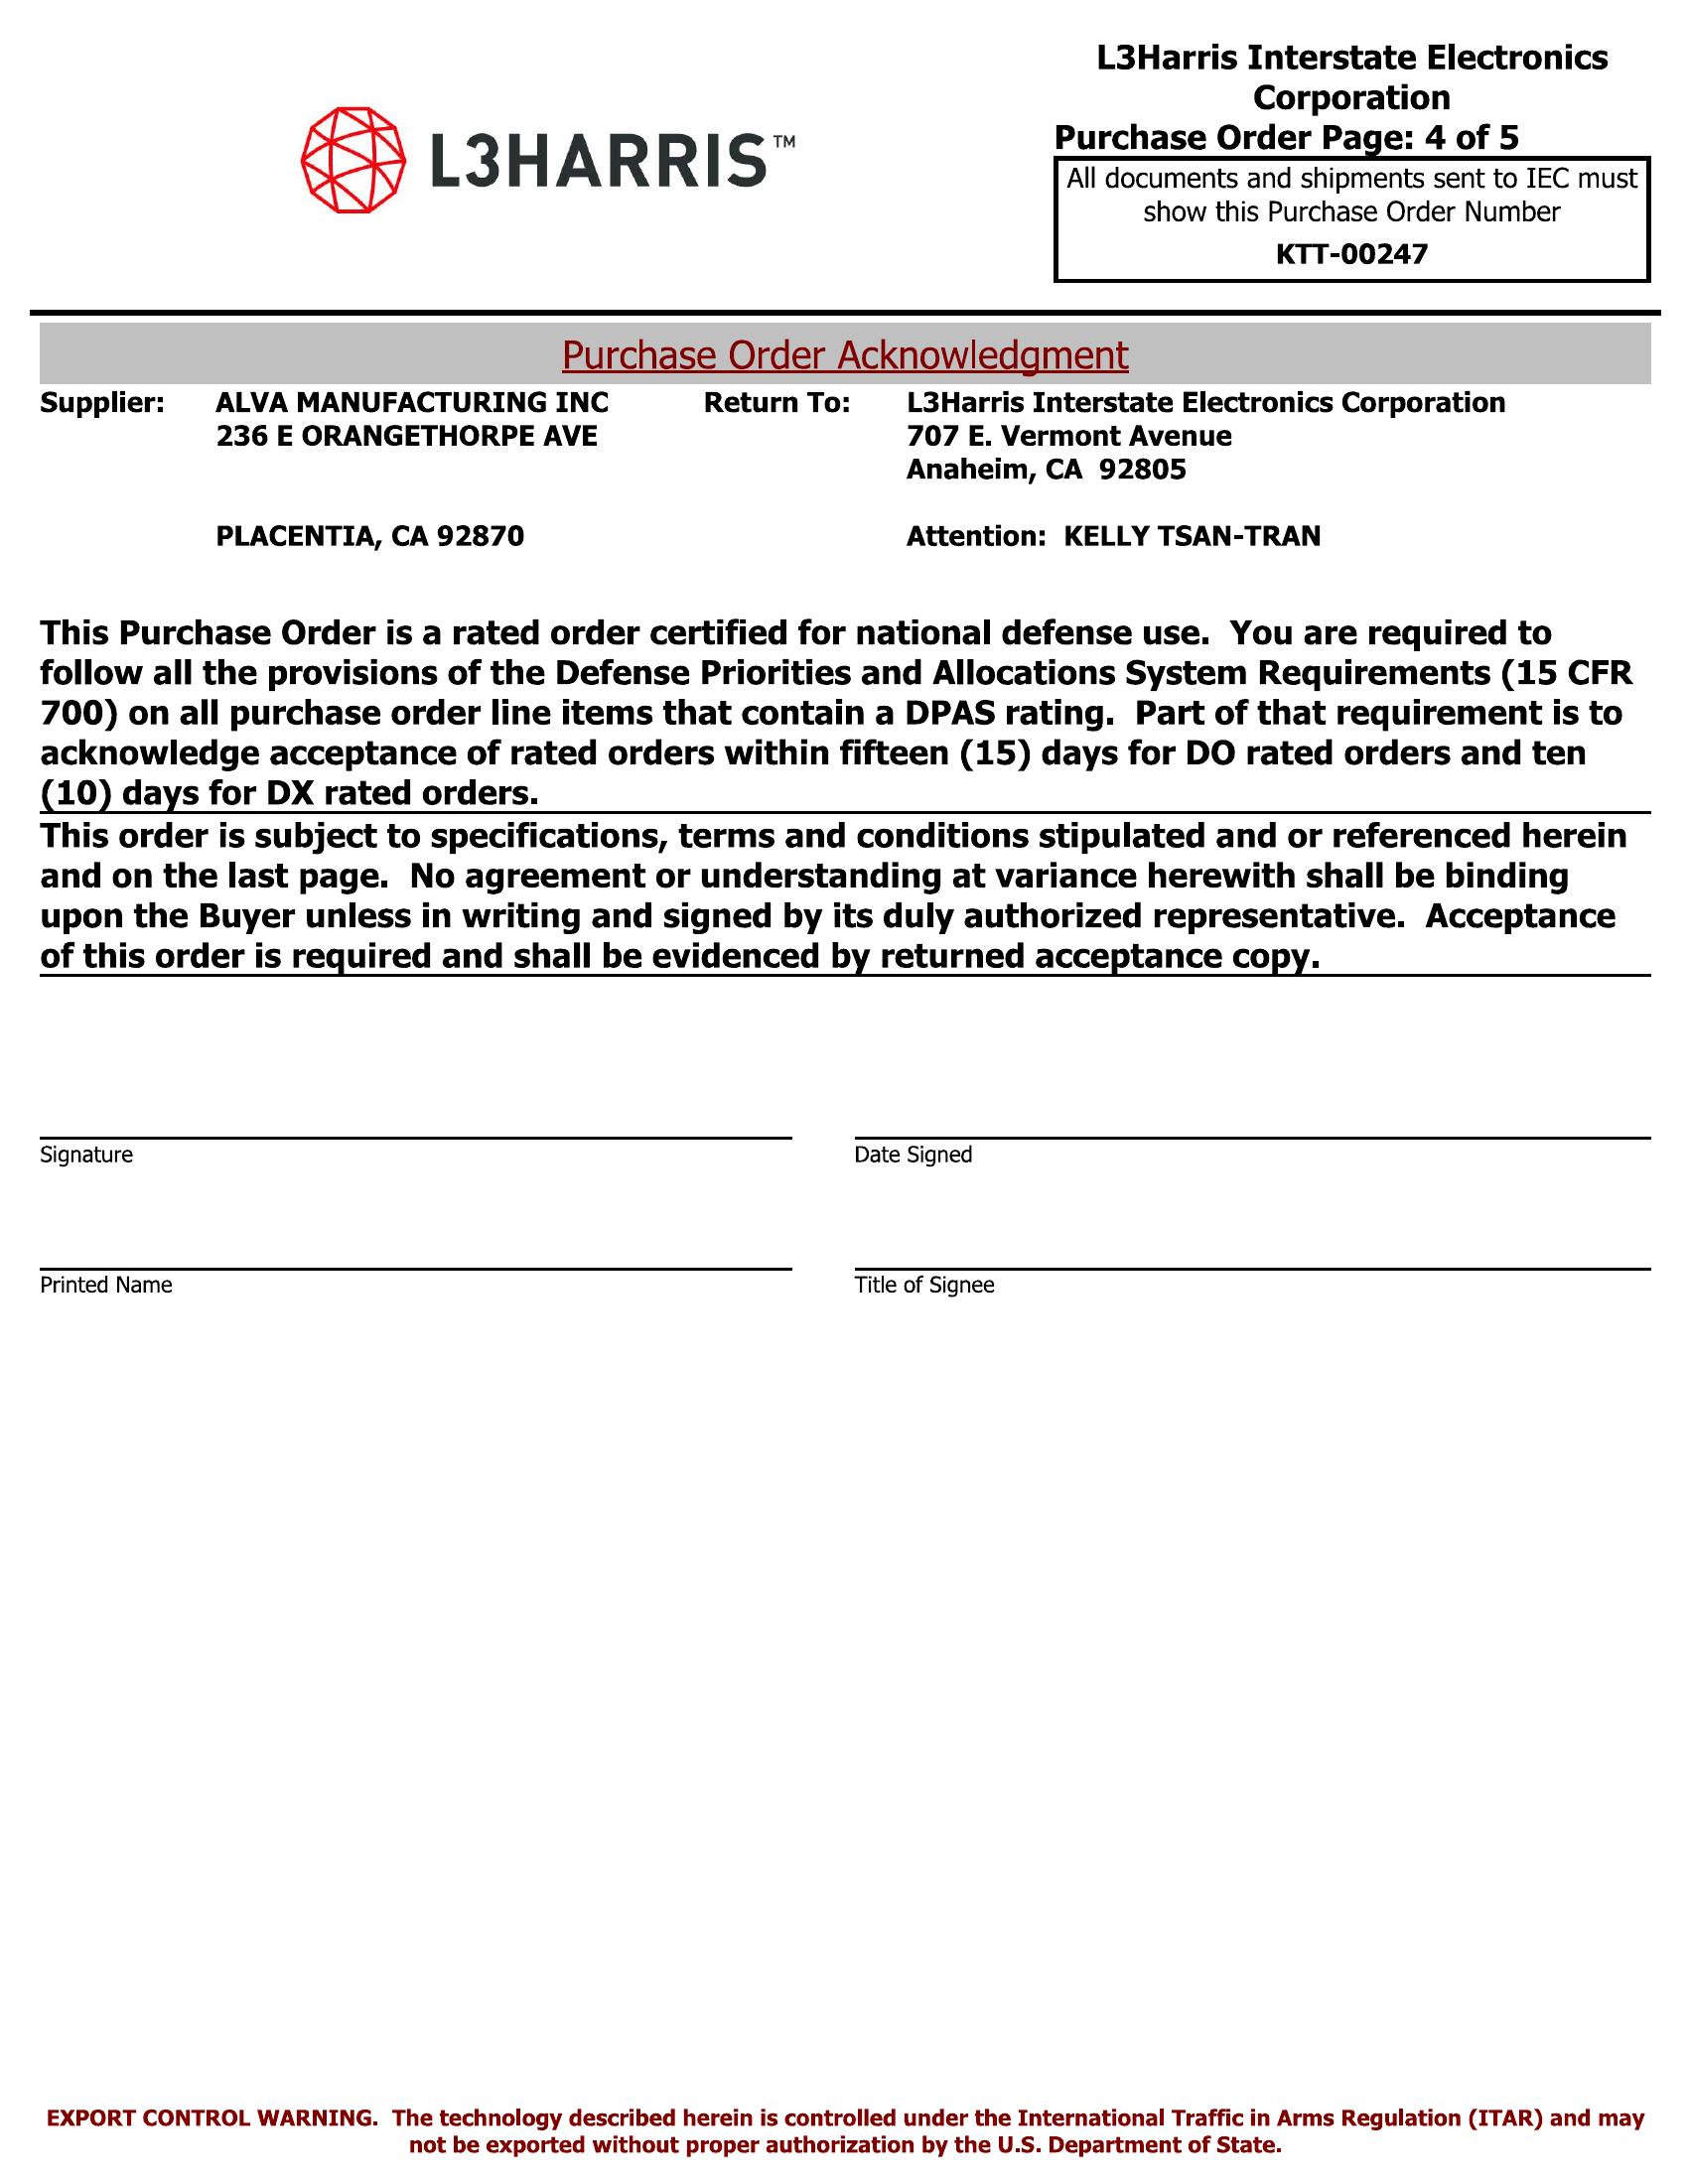 L3Harris Interstate Electronics
Corporation
Purchase Order Page: 4 of 5
L3HARRIS™
All documents and shipments sent to IEC must
show this Purchase Order Number
KTT-00247
Purchase Order Acknowledgment
Supplier: ALVA MANUFACTURING INC Return To: L3Harris Interstate Electronics Corporation
236 E ORANGETHORPE AVE 707 E. Vermont Avenue
Anaheim, CA 92805
PLACENTIA, CA 92870 Attention: KELLY TSAN-TRAN
This Purchase Order is a rated order certified for national defense use. You are required to
follow all the provisions of the Defense Priorities and Allocations System Requirements (15 CFR
700) on all purchase order line items that contain a DPAS rating. Part of that requirement is to
acknowledge acceptance of rated orders within fifteen (15) days for DO rated orders and ten
(10) days for DX rated orders.
This order is subject to specifications, terms and conditions stipulated and or referenced herein
and on the last page. No agreement or understanding at variance herewith shall be binding
upon the Buyer unless in writing and signed by its duly authorized representative. Acceptance
of this order is required and shall be evidenced by returned acceptance copy.
Signature Date Signed
Printed Name Title of Signee
EXPORT CONTROL WARNING. The technology described herein is controlled under the International Traffic in Arms Regulation (ITAR) and may
not be exported without proper authorization by the U.S. Department of State.